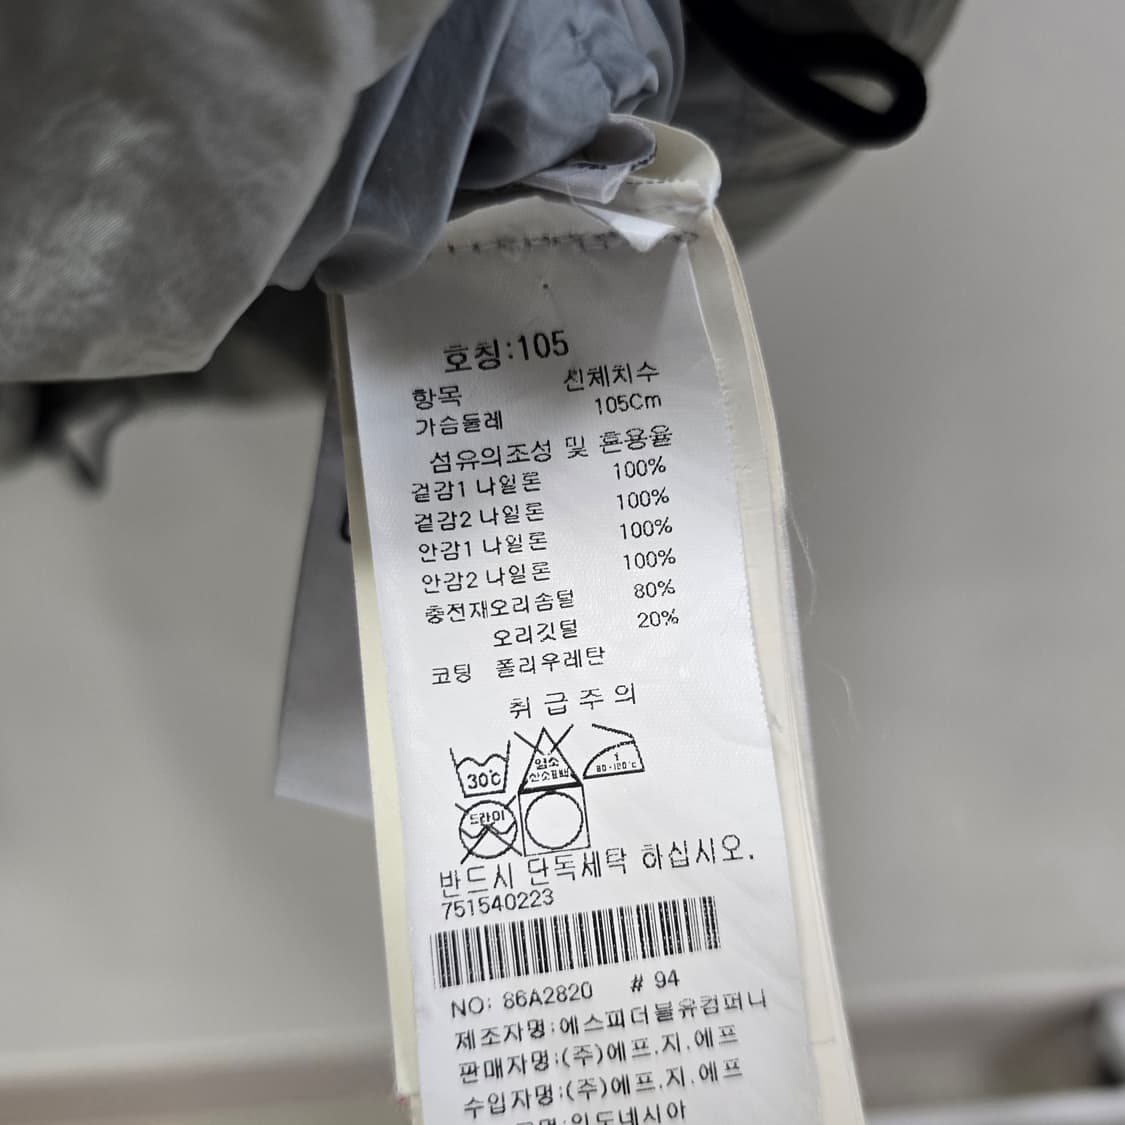 호칭:105
항목 신체치수
가슴둘레 105Cm
섬유의조성 및 혼용율
겉감1 나일론 100%
겉감2 나일론 100%
안감1 나일론 100%
안감2 나일론 100%
충전재오리솜털 80%
오리깃털 20%
코팅 폴리우레탄
취급주의
30℃
염소
산소표백
1
80-120℃
드라이
반드시 단독세탁 하십시오.
751540223
NO: 86A2820 # 94
제조자명:에스피더블유컴퍼니
판매자명:(주)에프.지.에프
수입자명:(주)에프.지.에프
인도네시아